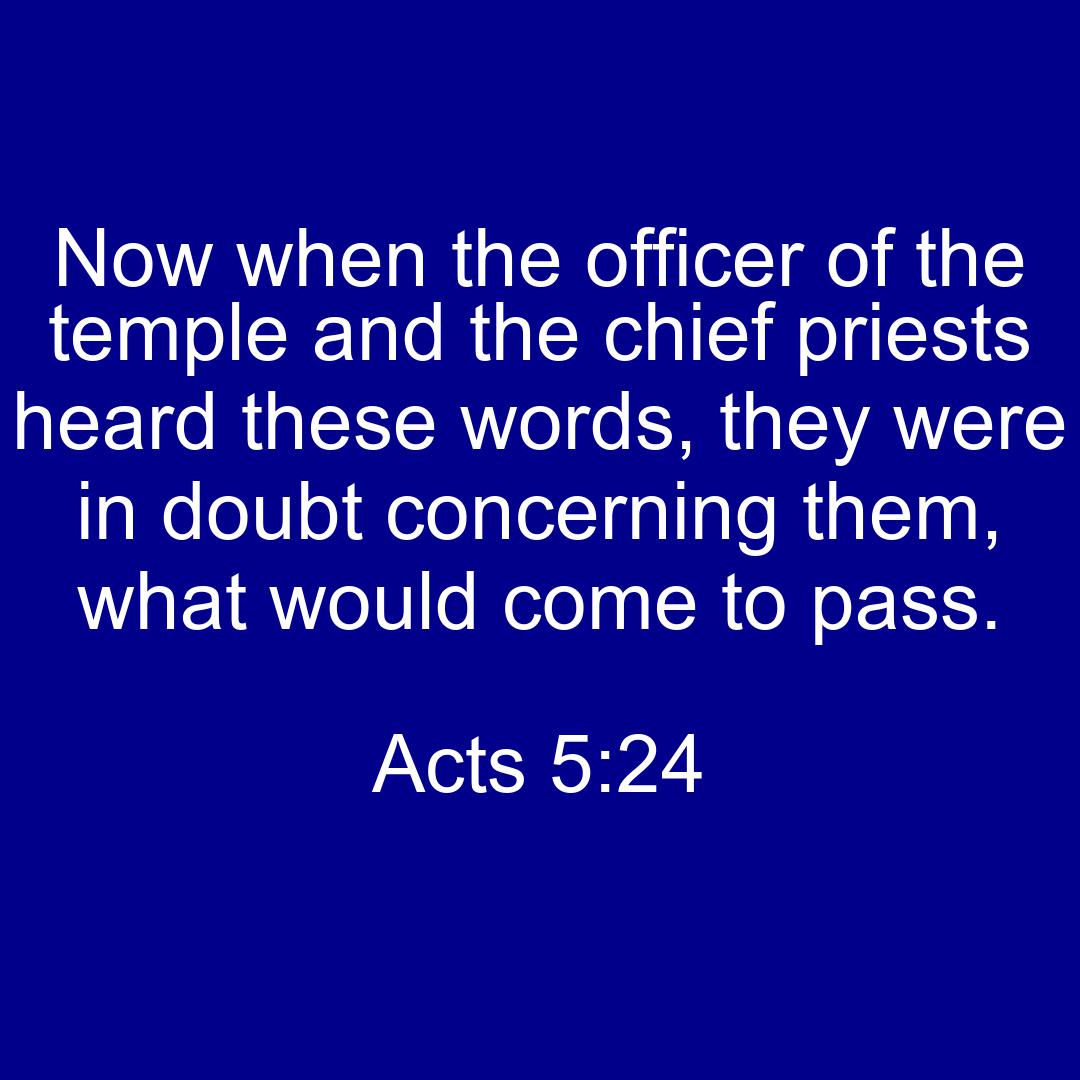 Now when the officer of the
temple and the chief priests
heard these words, they were
in doubt concerning them,
what would come to pass.
Acts 5:24